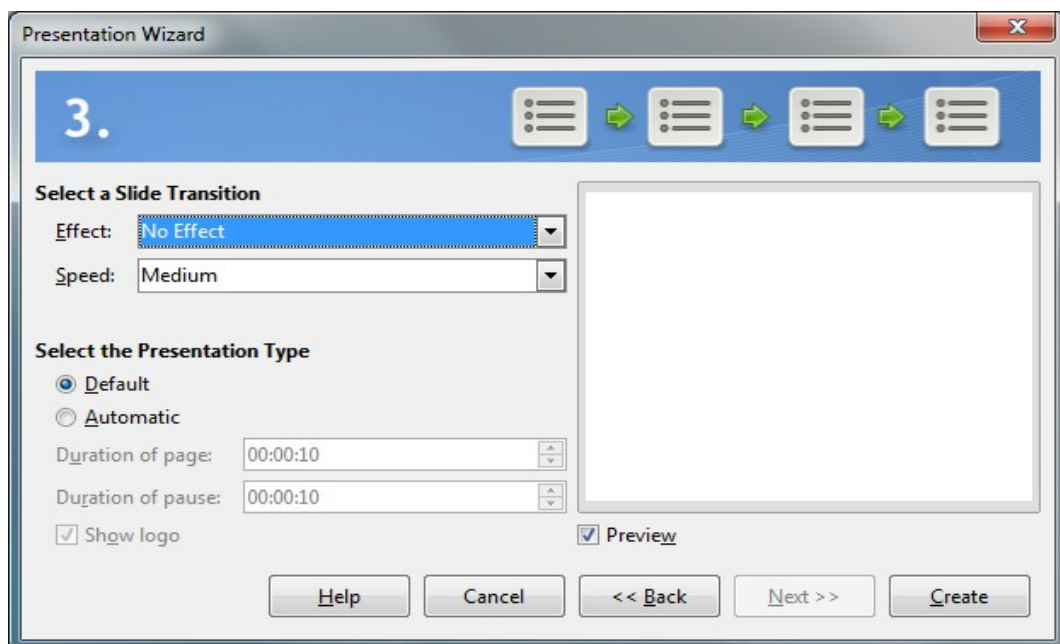 Presentation Wizard
3.
Select a Slide Transition
Effect: No Effect
Speed: Medium
Select the Presentation Type
Default
Automatic
Duration of page: 00:00:10
Duration of pause: 00:00:10
Show logo
Preview
Help Cancel << Back Next >> Create